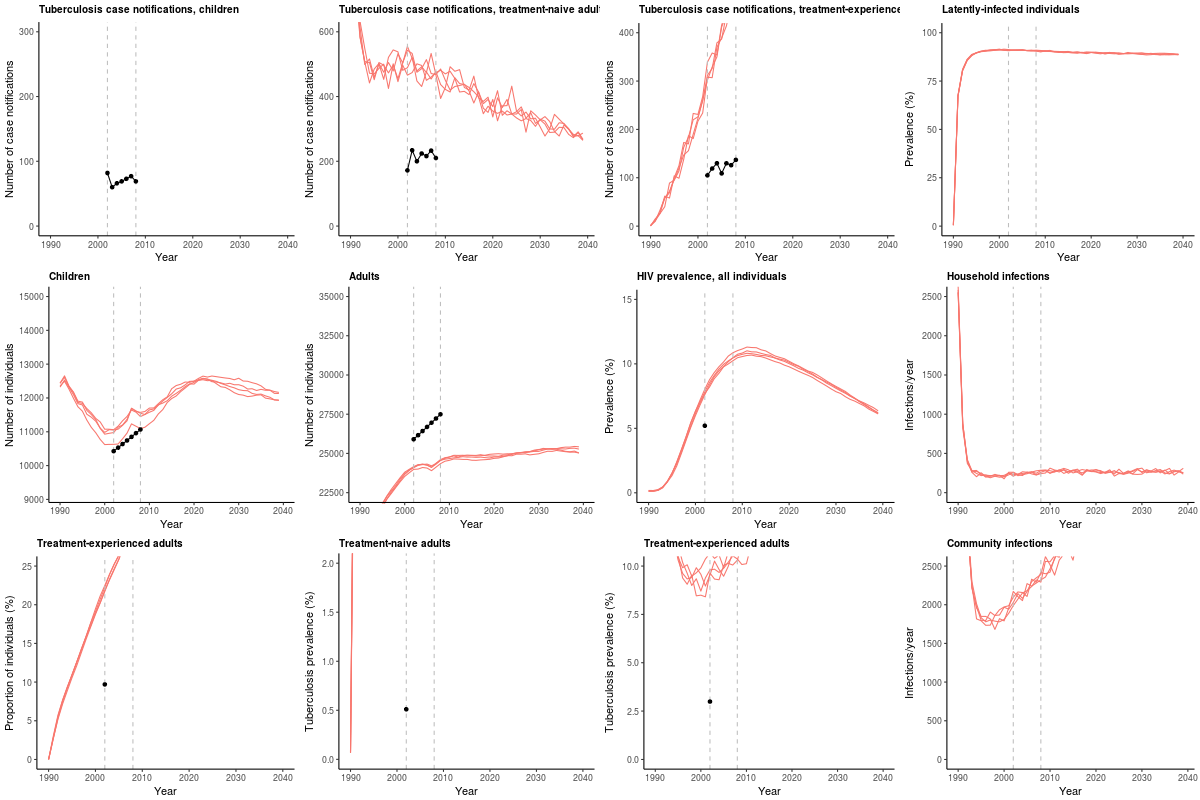 Tuberculosis case notifications, children
Number of case notifications
300
200
100
0
1990 2000 2010 2020 2030 2040
Year
Tuberculosis case notifications, treatment-naive adul
Number of case notifications
600
400
200
0
1990 2000 2010 2020 2030 2040
Year
Tuberculosis case notifications, treatment-experience
Number of case notifications
400
300
200
100
0
1990 2000 2010 2020 2030 2040
Year
Latently-infected individuals
Prevalence (%)
100
75
50
25
0
1990 2000 2010 2020 2030 2040
Year
Children
Number of individuals
15000
14000
13000
12000
11000
10000
9000
1990 2000 2010 2020 2030 2040
Year
Adults
Number of individuals
35000
32500
30000
27500
25000
22500
1990 2000 2010 2020 2030 2040
Year
HIV prevalence, all individuals
Prevalence (%)
15
10
5
0
1990 2000 2010 2020 2030 2040
Year
Household infections
Infections/year
2500
2000
1500
1000
500
0
1990 2000 2010 2020 2030 2040
Year
Treatment-experienced adults
Proportion of individuals (%)
25
20
15
10
5
0
1990 2000 2010 2020 2030 2040
Year
Treatment-naive adults
Tuberculosis prevalence (%)
2.0
1.5
1.0
0.5
0.0
1990 2000 2010 2020 2030 2040
Year
Treatment-experienced adults
Tuberculosis prevalence (%)
10.0
7.5
5.0
2.5
0.0
1990 2000 2010 2020 2030 2040
Year
Community infections
Infections/year
2500
2000
1500
1000
500
0
1990 2000 2010 2020 2030 2040
Year